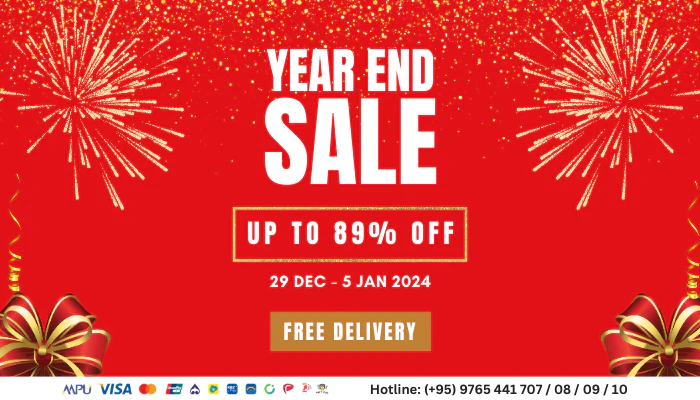 YEAR END
SALE
UP TO 89% OFF
29 DEC - 5 JAN 2024
FREE DELIVERY
MPU VISA
Hotline: (+95) 9765 441 707 / 08 / 09 / 10